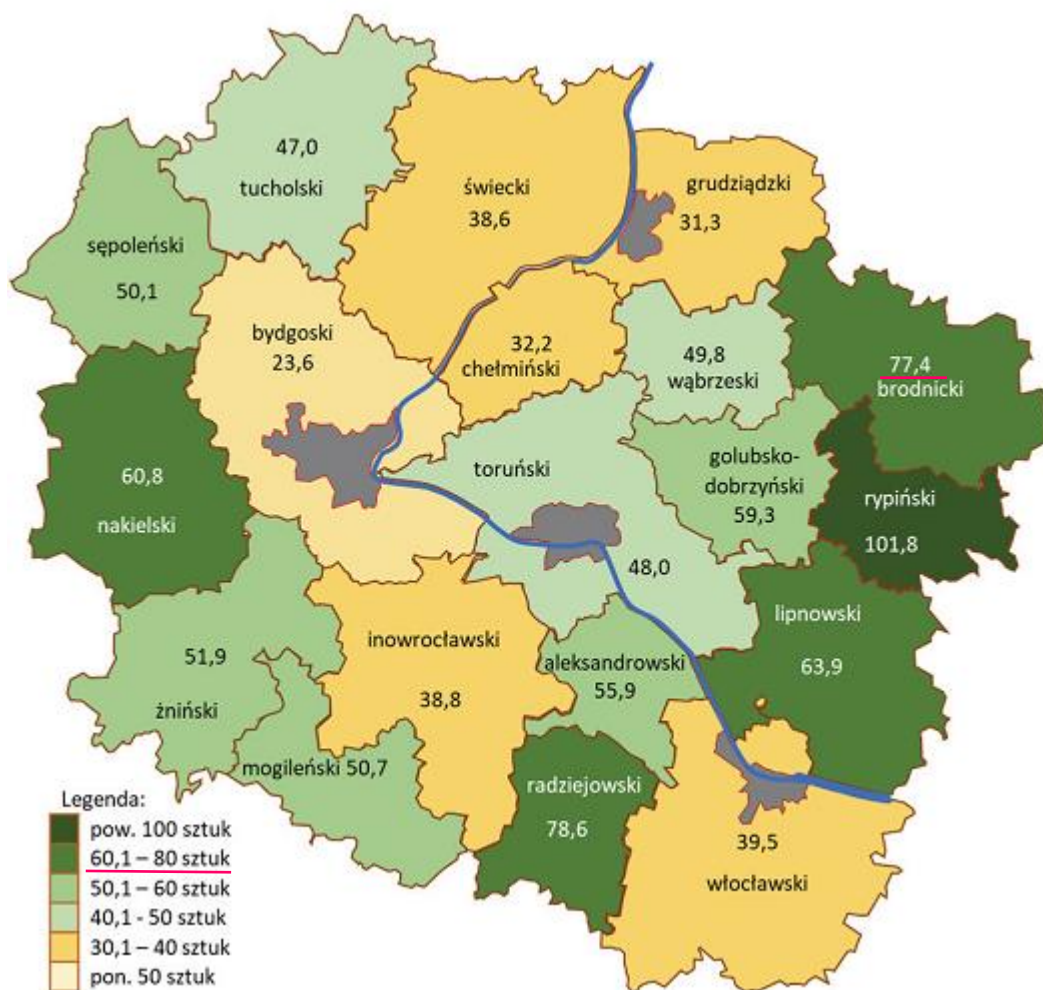 47,0
tucholski
świecki
38,6
grudziądzki
31,3
sępoleński
50,1
bydgoski
23,6
32,2
chełmiński
49,8
wąbrzeski
77,4
brodnicki
60,8
nakielski
toruński
48,0
golubsko-
dobrzyński
59,3
rypiński
101,8
lipnowski
63,9
inowrocławski
38,8
aleksandrowski
55,9
51,9
żniński
mogileński 50,7
radziejowski
78,6
39,5
włocławski
Legenda:
pow. 100 sztuk
60,1 – 80 sztuk
50,1 – 60 sztuk
40,1 - 50 sztuk
30,1 – 40 sztuk
pon. 50 sztuk